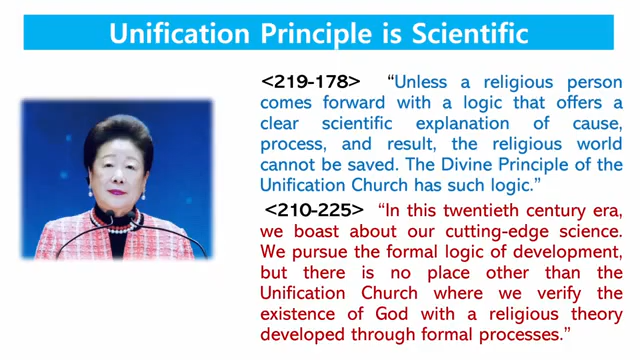 Unification Principle is Scientific
<219-178> “Unless a religious person
comes forward with a logic that offers a
clear scientific explanation of cause,
process, and result, the religious world
cannot be saved. The Divine Principle of the
Unification Church has such logic.”
<210-225> “In this twentieth century era,
we boast about our cutting-edge science.
We pursue the formal logic of development,
but there is no place other than the
Unification Church where we verify the
existence of God with a religious theory
developed through formal processes.”